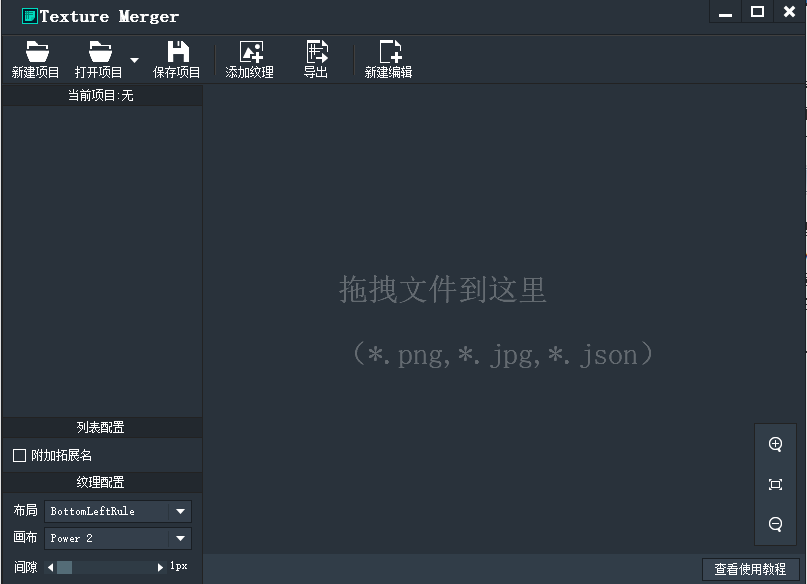 Texture Merger
新建项目 打开项目 保存项目 添加纹理 导出 新建编辑
当前项目:无
拖拽文件到这里
(*.png,*.jpg,*.json)
列表配置
附加拓展名
纹理配置
布局 BottomLeftRule
画布 Power 2
间隙 1px
查看使用教程